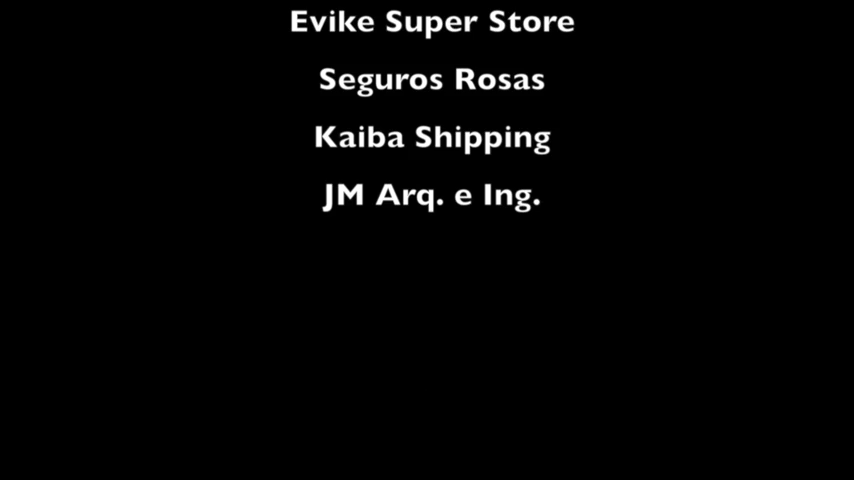 Evike Super Store
Seguros Rosas
Kaiba Shipping
JM Arq. e Ing.